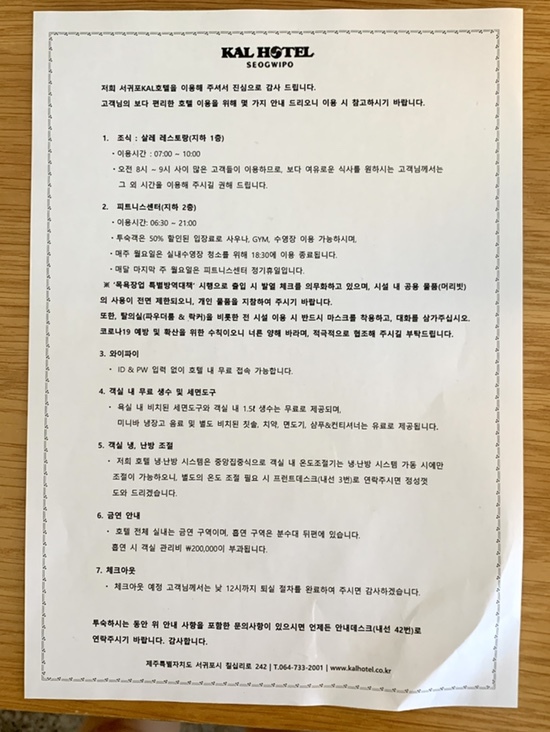 KAL HOTEL
SEOGWIPO
저희 서귀포KAL호텔을 이용해 주셔서 진심으로 감사 드립니다.
고객님의 보다 편리한 호텔 이용을 위해 몇 가지 안내 드리오니 이용 시 참고하시기 바랍니다.
1. 조식 : 살레 레스토랑(지하 1층)
· 이용시간 : 07:00 ~ 10:00
· 오전 8시 ~ 9시 사이 많은 고객들이 이용하므로, 보다 여유로운 식사를 원하시는 고객님께서는
그 외 시간을 이용해 주시길 권해 드립니다.
2. 피트니스센터(지하 2층)
· 이용시간: 06:30 ~ 21:00
· 투숙객은 50% 할인된 입장료로 사우나, GYM, 수영장 이용 가능하시며,
· 매주 월요일은 실내수영장 청소를 위해 18:30에 이용 종료됩니다.
· 매달 마지막 주 월요일은 피트니스센터 정기휴일입니다.
※ '목욕장업 특별방역대책' 시행으로 출입 시 발열 체크를 의무화하고 있으며, 시설 내 공용 물품(머리빗)
의 사용이 전면 제한되오니, 개인 물품을 지참하여 주시기 바랍니다.
또한, 탈의실(파우더룸 & 락커)을 비롯한 전 시설 이용 시 반드시 마스크를 착용하고, 대화를 삼가주십시오.
코로나19 예방 및 확산을 위한 수칙이오니 너른 양해 바라며, 적극적으로 협조해 주시길 부탁드립니다.
3. 와이파이
· ID & PW 입력 없이 호텔 내 무료 접속 가능합니다.
4. 객실 내 무료 생수 및 세면도구
· 욕실 내 비치된 세면도구와 객실 내 1.5ℓ 생수는 무료로 제공되며,
미니바 냉장고 음료 및 별도 비치된 칫솔, 치약, 면도기, 샴푸&컨티셔너는 유료로 제공됩니다.
5. 객실 냉, 난방 조절
· 저희 호텔 냉·난방 시스템은 중앙집중식으로 객실 내 온도조절기는 냉·난방 시스템 가동 시에만
조절이 가능하오니, 별도의 온도 조절 필요 시 프런트데스크(내선 3번)로 연락주시면 정성껏
도와 드리겠습니다.
6. 금연 안내
· 호텔 전체 실내는 금연 구역이며, 흡연 구역은 분수대 뒤편에 있습니다.
흡연 시 객실 관리비 ₩200,000이 부과됩니다.
7. 체크아웃
· 체크아웃 예정 고객님께서는 낮 12시까지 퇴실 절차를 완료하여 주시면 감사하겠습니다.
투숙하시는 동안 위 안내 사항을 포함한 문의사항이 있으시면 언제든 안내데스크(내선 42번)로
연락주시기 바랍니다. 감사합니다.
제주특별자치도 서귀포시 칠십리로 242 | T.064-733-2001 | www.kalhotel.co.kr